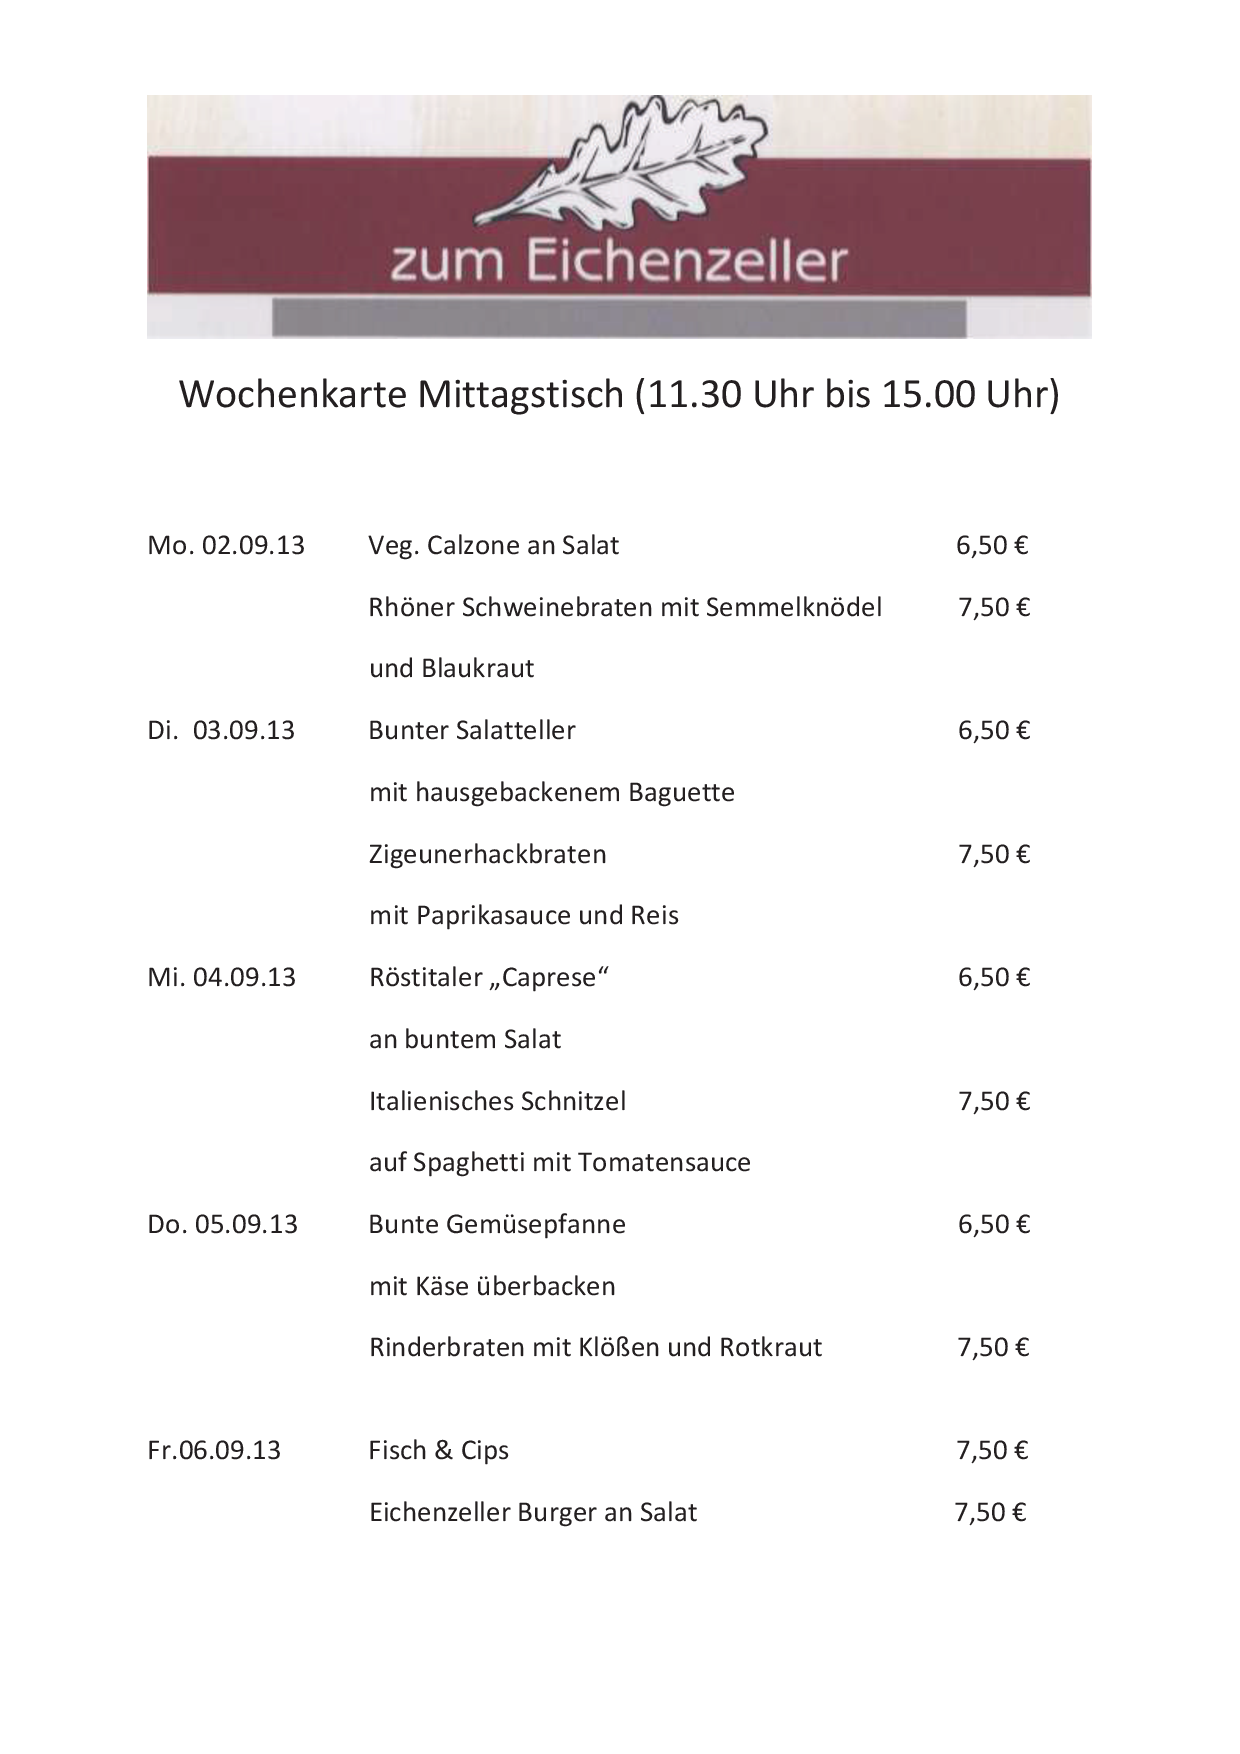 zum Eichenzeller
Wochenkarte Mittagstisch (11.30 Uhr bis 15.00 Uhr)
Mo. 02.09.13 Veg. Calzone an Salat 6,50 €
Rhöner Schweinebraten mit Semmelknödel 7,50 €
und Blaukraut
Di. 03.09.13 Bunter Salatteller 6,50 €
mit hausgebackenem Baguette
Zigeunerhackbraten 7,50 €
mit Paprikasauce und Reis
Mi. 04.09.13 Röstitaler „Caprese“ 6,50 €
an buntem Salat
Italienisches Schnitzel 7,50 €
auf Spaghetti mit Tomatensauce
Do. 05.09.13 Bunte Gemüsepfanne 6,50 €
mit Käse überbacken
Rinderbraten mit Klößen und Rotkraut 7,50 €
Fr.06.09.13 Fisch & Cips 7,50 €
Eichenzeller Burger an Salat 7,50 €